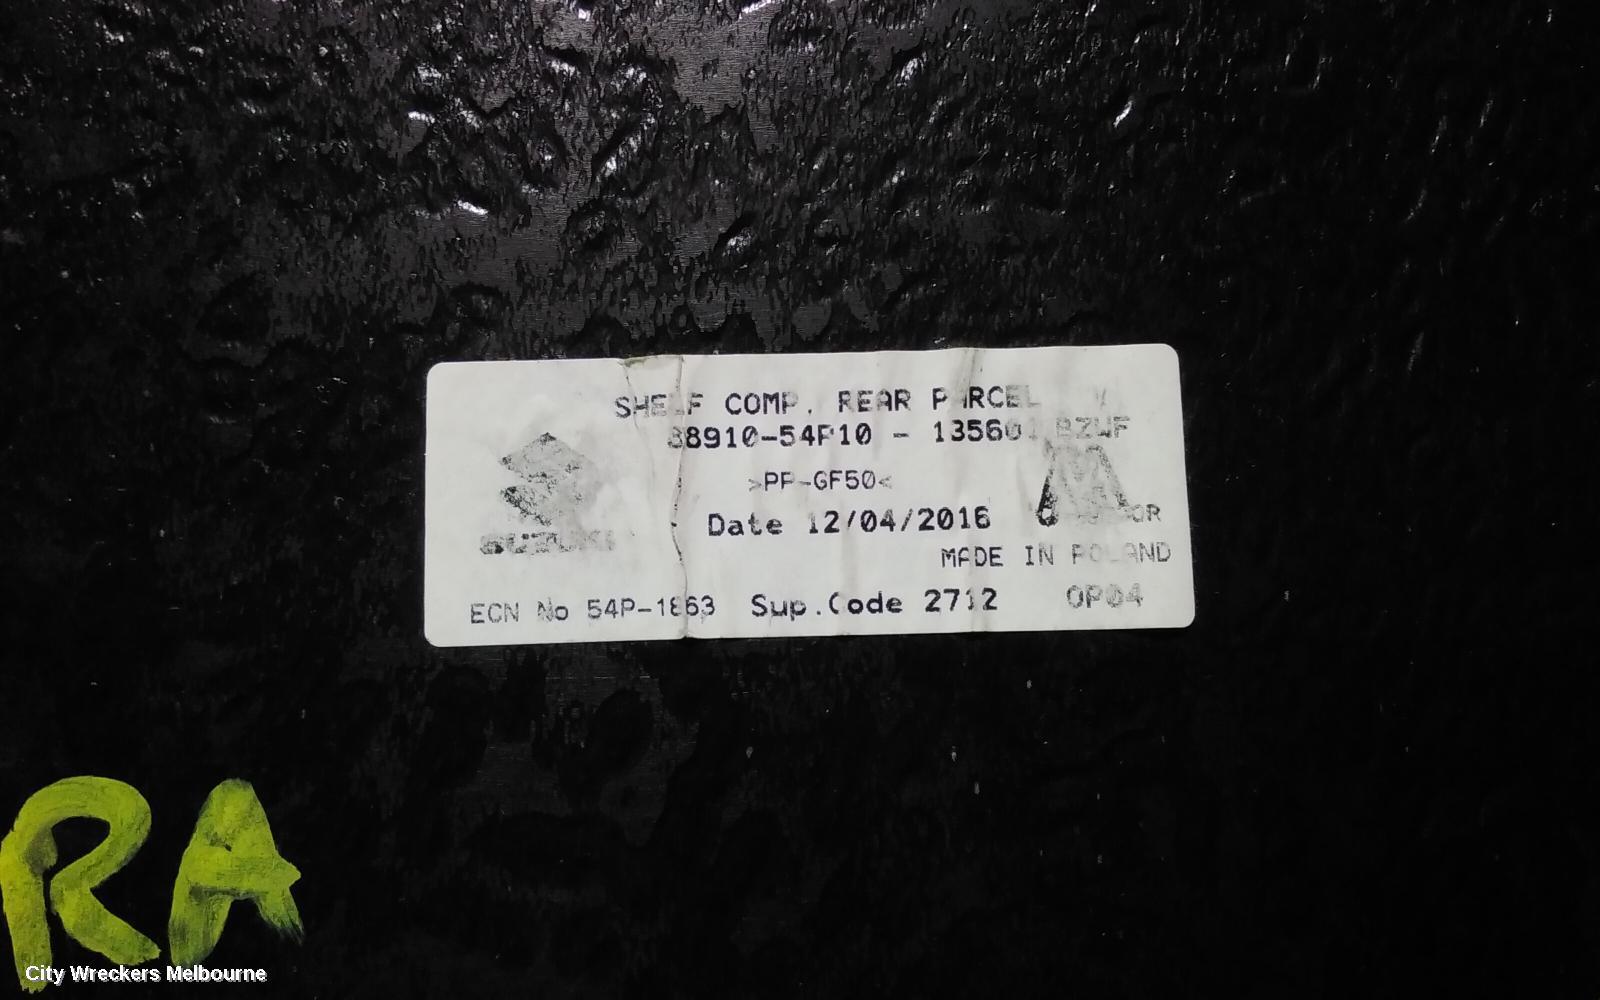 SHELF COMP. REAR PARCEL
88910-54P10 - 135601 BZWF
>PP-GF50<
SUZUKI
Date 12/04/2016
MADE IN POLAND
ECN No 54P-1863 Sup.Code 2712 OP04
RA
City Wreckers Melbourne